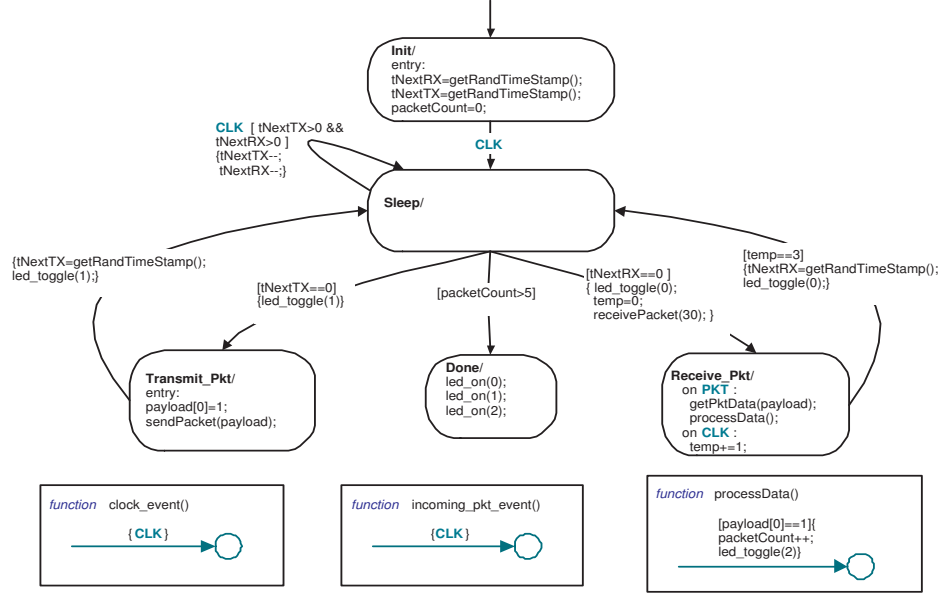 Init/
entry:
tNextRX=getRandTimeStamp();
tNextTX=getRandTimeStamp();
packetCount=0;
CLK [ tNextTX>0 &&
tNextRX>0 ]
{tNextTX--;
tNextRX--;}
CLK
Sleep/
{tNextTX=getRandTimeStamp();
led_toggle(1);}
[tNextTX==0]
{led_toggle(1)}
[packetCount>5]
[tNextRX==0 ]
{ led_toggle(0);
temp=0;
receivePacket(30); }
[temp==3]
{tNextRX=getRandTimeStamp();
led_toggle(0);}
Transmit_Pkt/
entry:
payload[0]=1;
sendPacket(payload);
Done/
led_on(0);
led_on(1);
led_on(2);
Receive_Pkt/
on PKT :
getPktData(payload);
processData();
on CLK :
temp+=1;
function clock_event()
{CLK}
function incoming_pkt_event()
{CLK}
function processData()
[payload[0]==1]{
packetCount++;
led_toggle(2)}